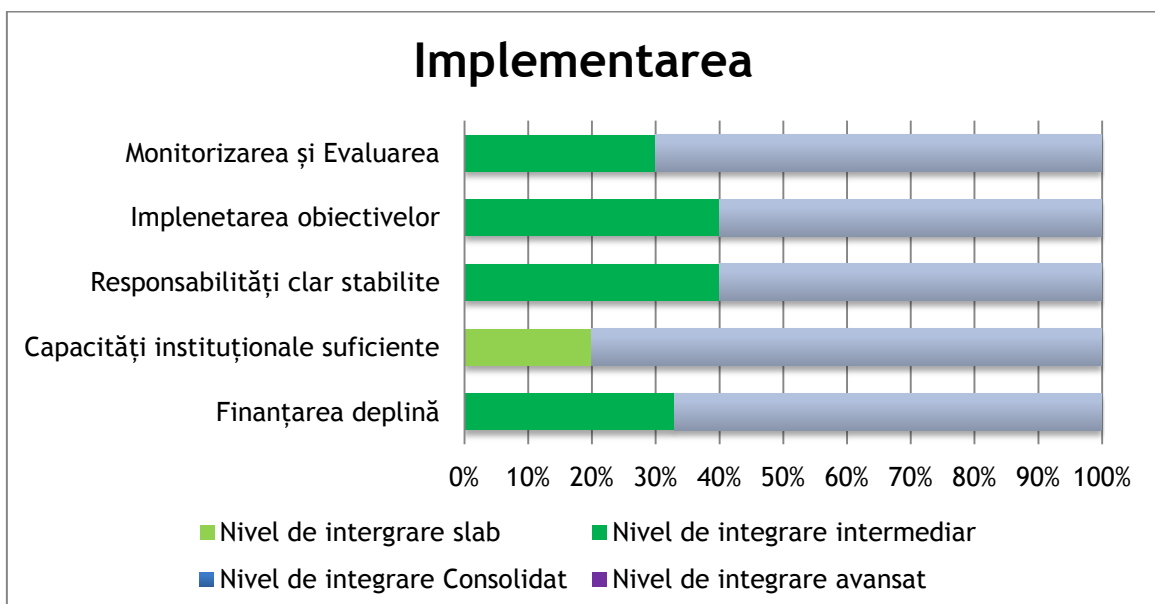 Implementarea
Monitorizarea și Evaluarea
Implenetarea obiectivelor
Responsabilități clar stabilite
Capacități instituționale suficiente
Finanțarea deplină
0% 10% 20% 30% 40% 50% 60% 70% 80% 90% 100%
Nivel de intergrare slab Nivel de integrare intermediar
Nivel de integrare Consolidat Nivel de integrare avansat